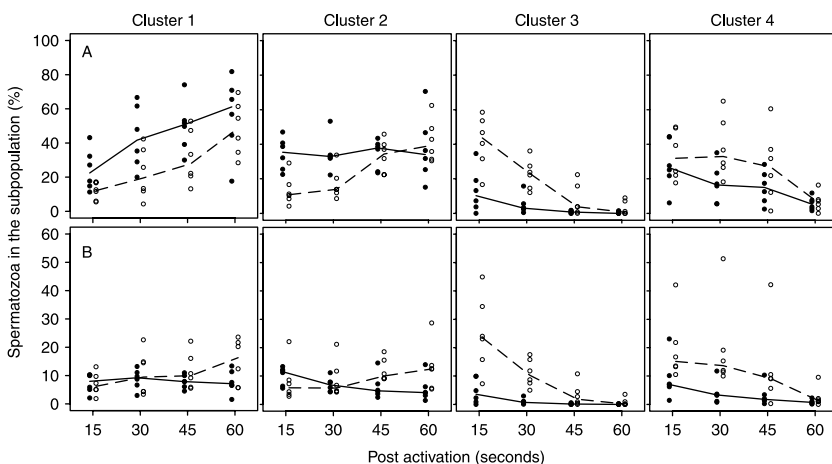 Cluster 1 Cluster 2 Cluster 3 Cluster 4
Spermatozoa in the subpopulation (%)
A
100
80
60
40
20
0
B
60
50
40
30
20
10
0
15 30 45 60 15 30 45 60 15 30 45 60 15 30 45 60
Post activation (seconds)